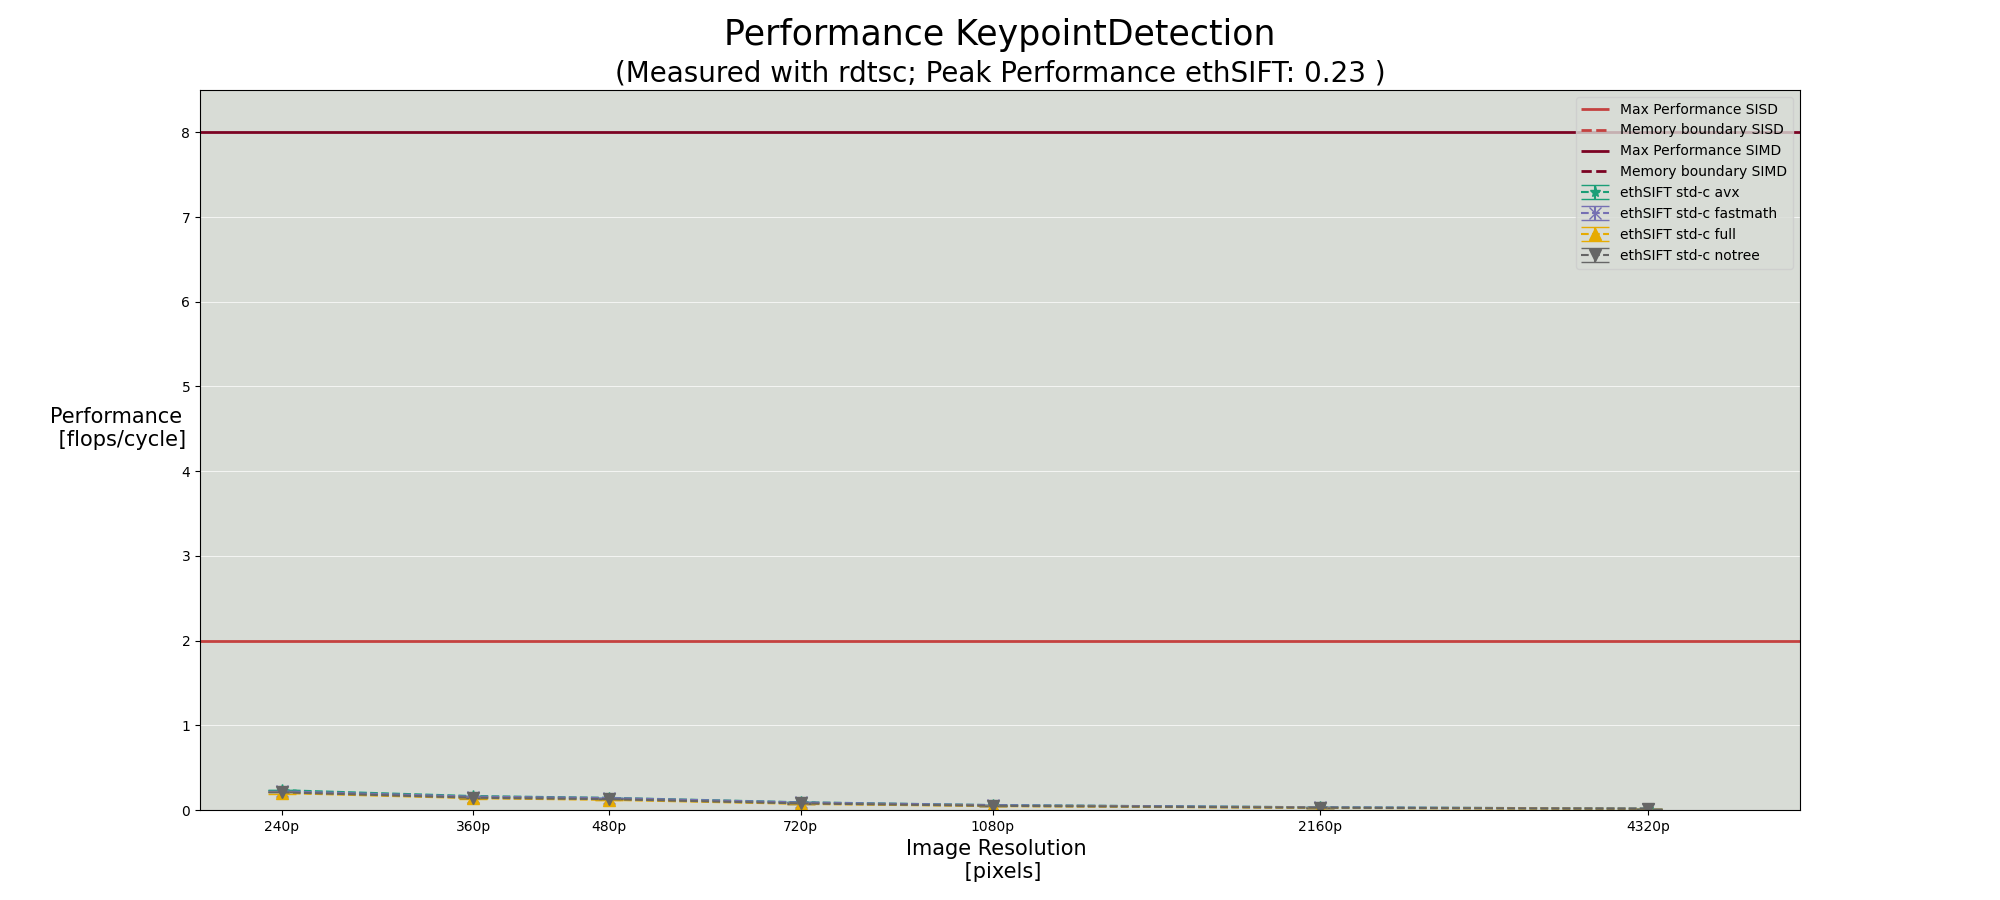 Performance KeypointDetection
(Measured with rdtsc; Peak Performance ethSIFT: 0.23 )
Max Performance SISD
Memory boundary SISD
Max Performance SIMD
Memory boundary SIMD
ethSIFT std-c avx
ethSIFT std-c fastmath
ethSIFT std-c full
ethSIFT std-c notree
8
7
6
5
4
3
2
1
0
Performance
[flops/cycle]
240p 360p 480p 720p 1080p 2160p 4320p
Image Resolution
[pixels]